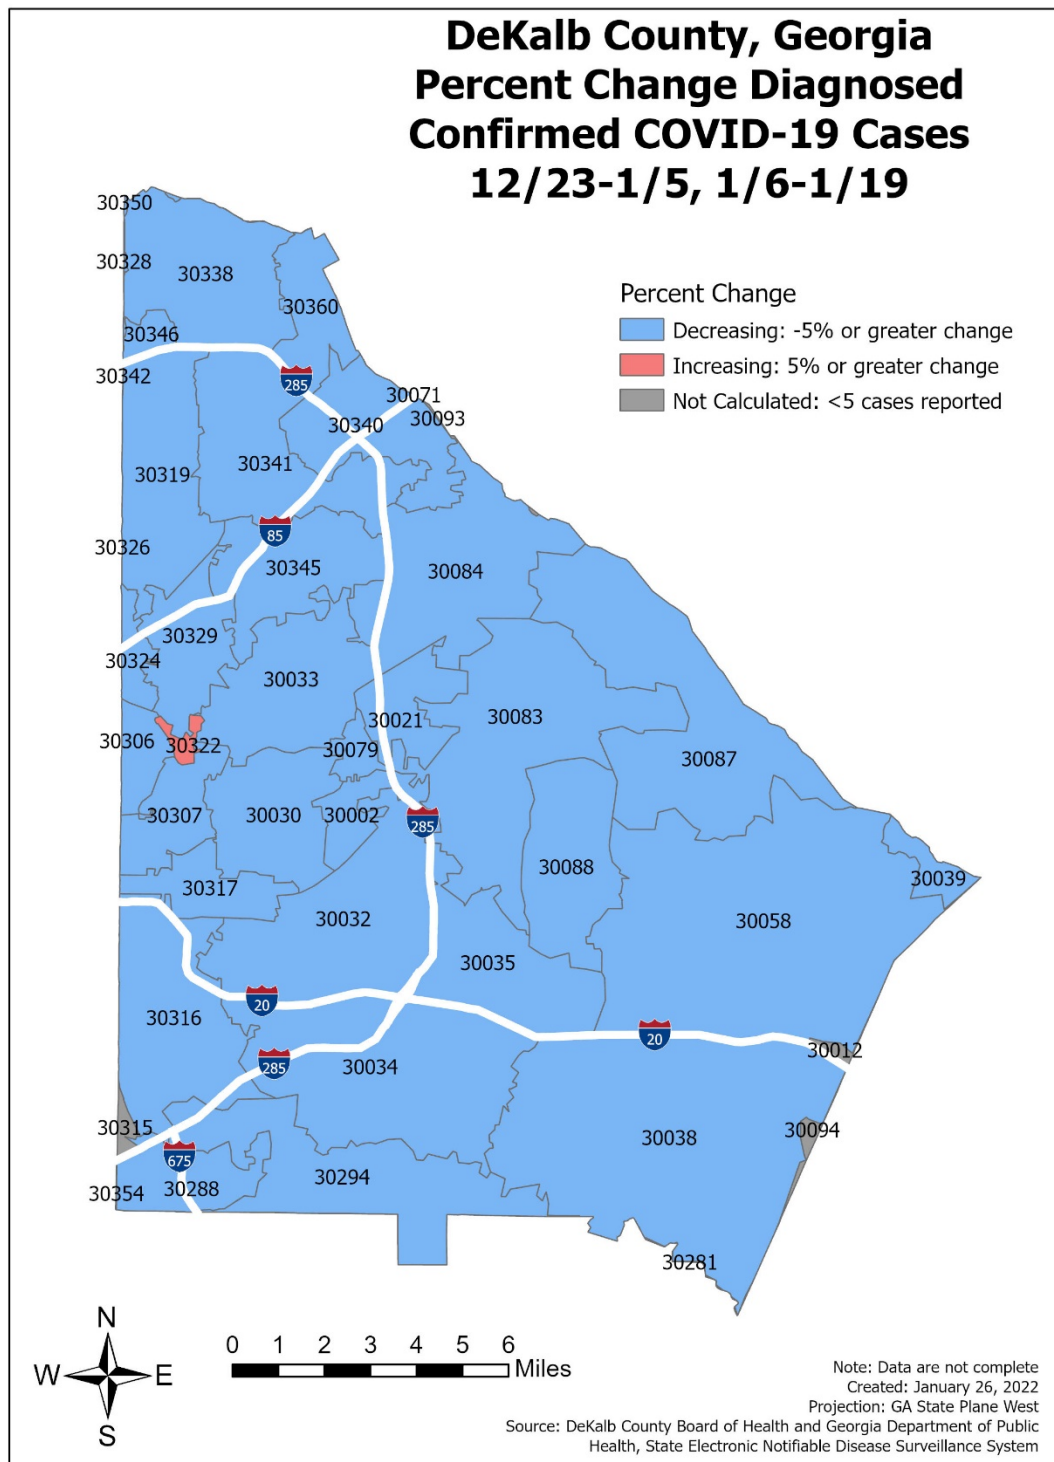 DeKalb County, Georgia
Percent Change Diagnosed
Confirmed COVID-19 Cases
12/23-1/5, 1/6-1/19
Percent Change
Decreasing: -5% or greater change
Increasing: 5% or greater change
Not Calculated: <5 cases reported
30350
30328
30338
30360
30346
30342
285
30071
30093
30340
30341
30319
85
30326
30345
30084
30329
30324
30033
30021
30083
30306
30322
30079
30087
30307
30030
30002
285
30088
30039
30317
30032
30058
30035
20
30316
20
30012
285
30034
30315
30094
30038
675
30294
30354
30288
30281
N
W
E
S
0 1 2 3 4 5 6
Miles
Note: Data are not complete
Created: January 26, 2022
Projection: GA State Plane West
Source: DeKalb County Board of Health and Georgia Department of Public
Health, State Electronic Notifiable Disease Surveillance System